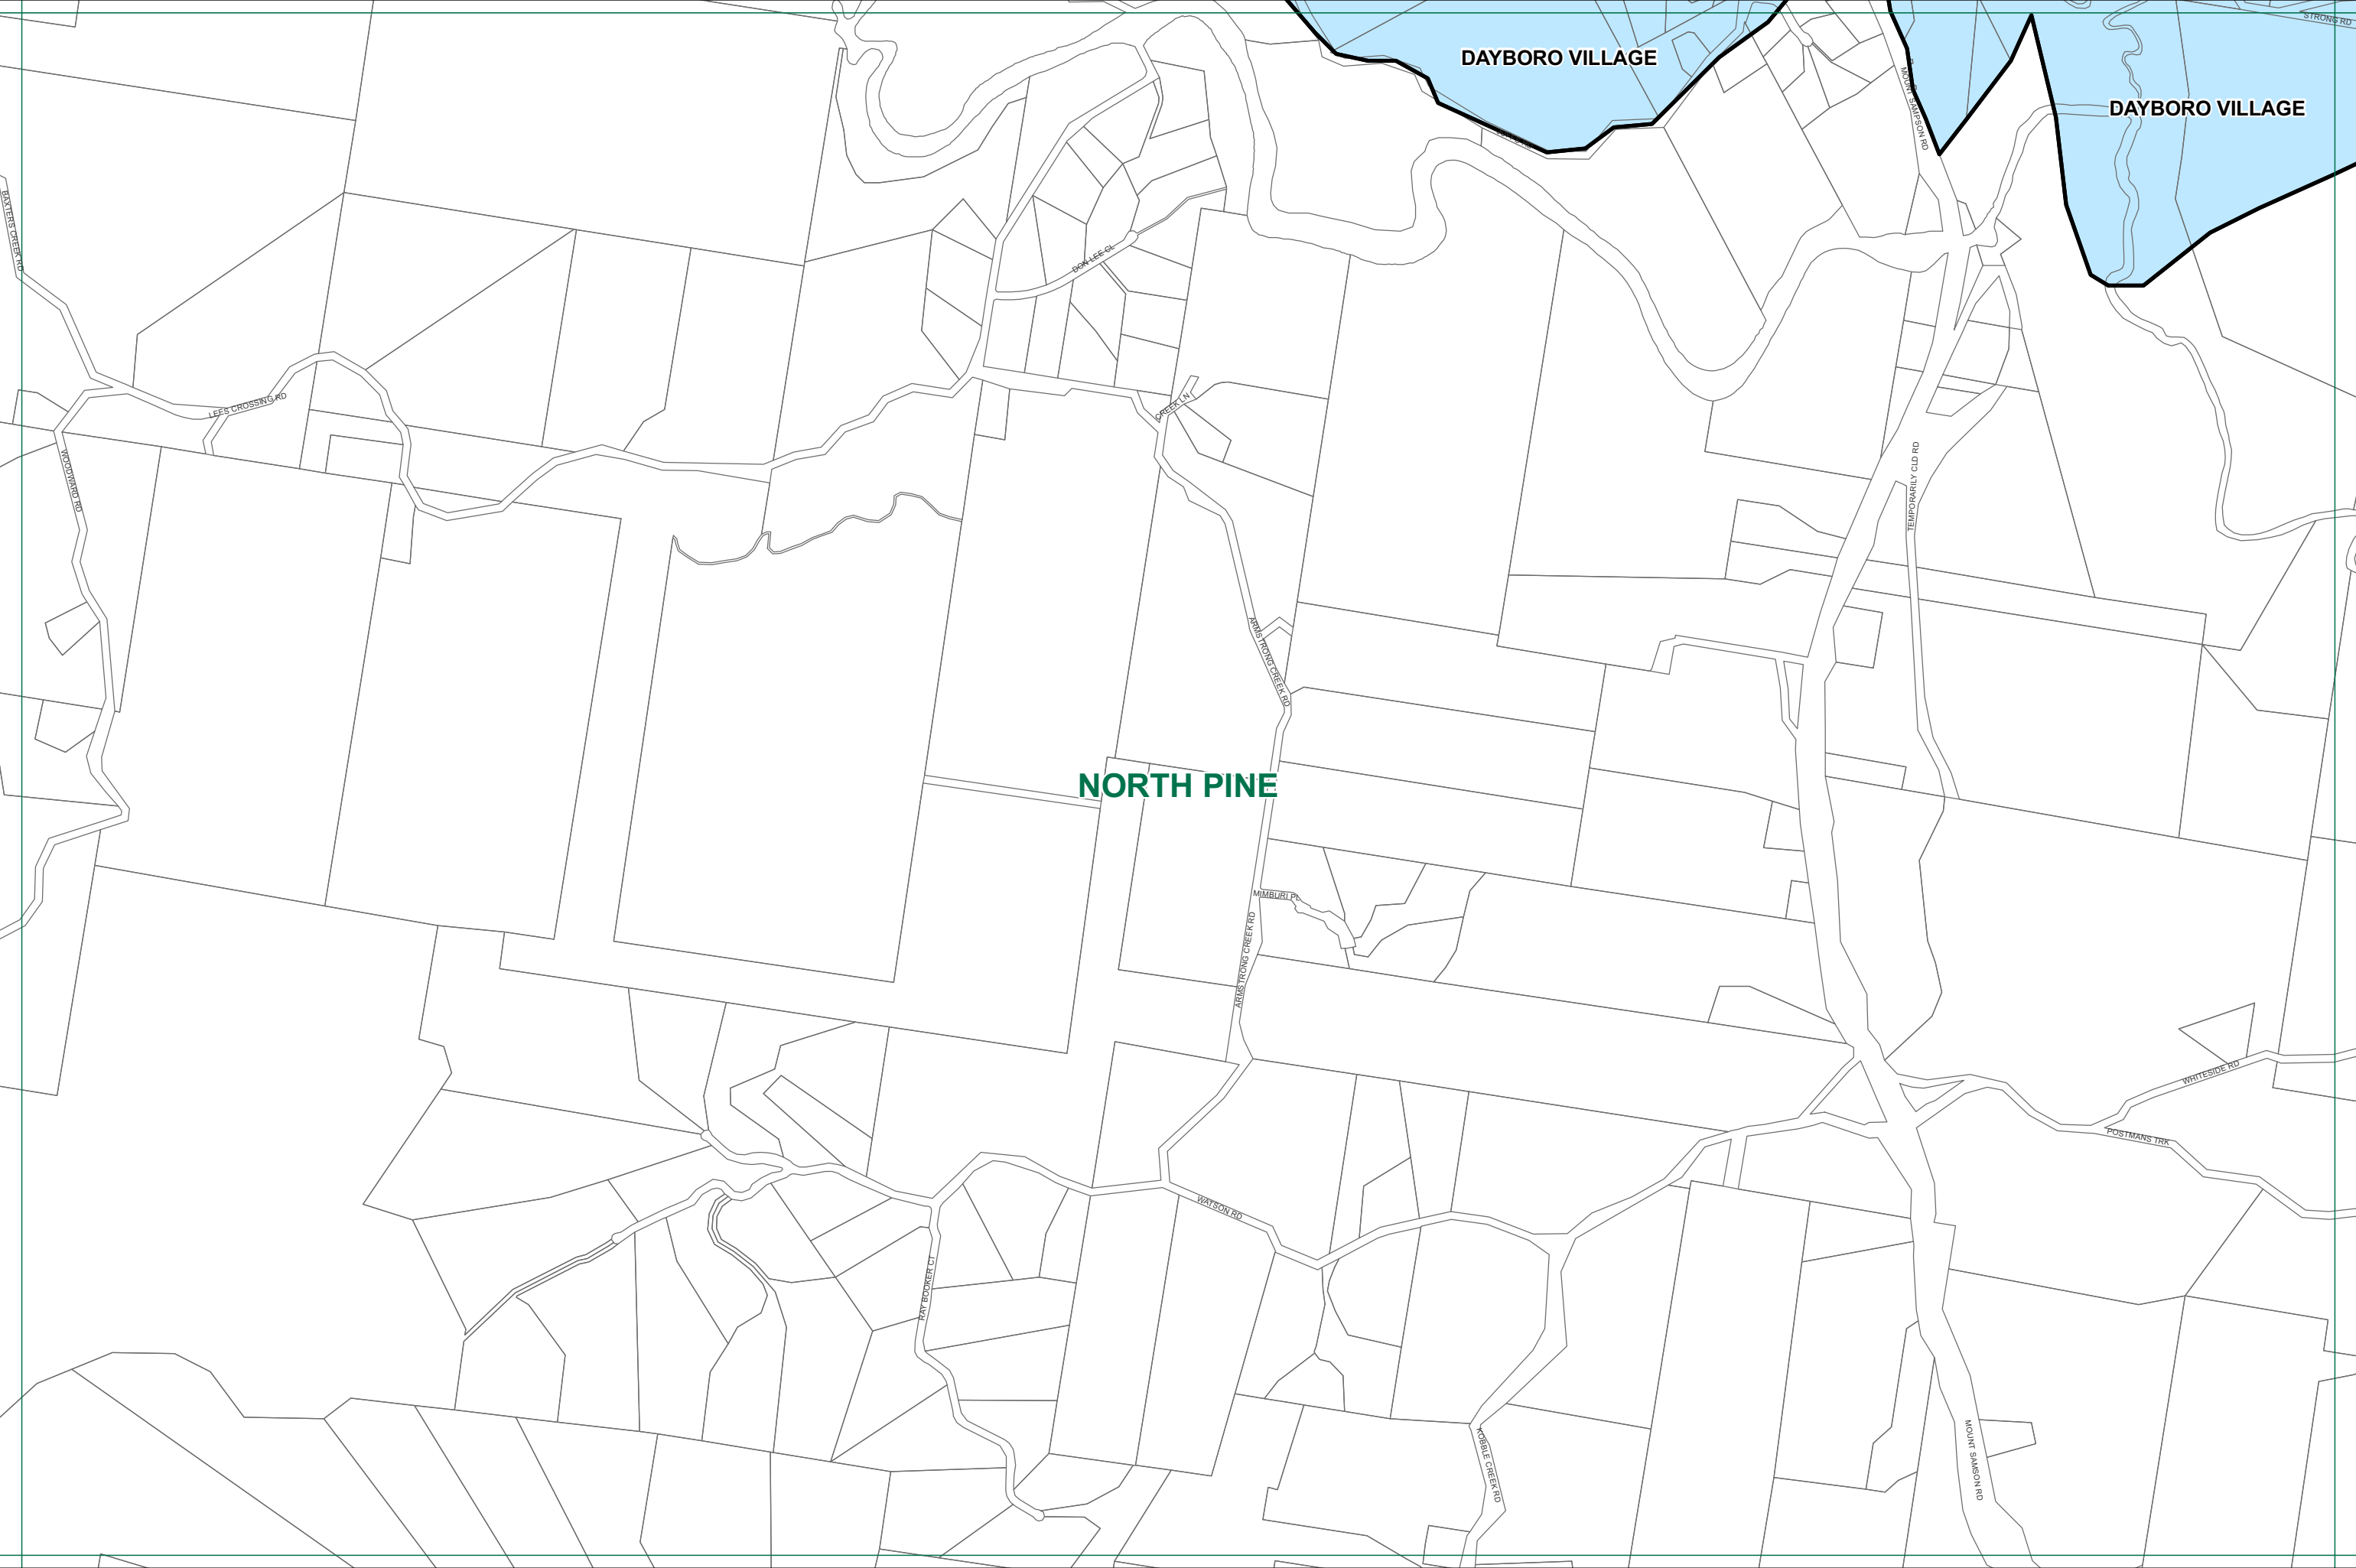 STRONG RD
DAYBORO VILLAGE
DAYBORO VILLAGE
MOUNT SAMPSON RD
BAXTERS CREEK RD
DON LEE CL
LEES CROSSING RD
CREEK LN
WOODWARD RD
TEMPORARILY CLD RD
ARMSTRONG CREEK RD
NORTH PINE
MIMBURI PL
ARMSTRONG CREEK RD
WHITESIDE RD
POSTMANS TRK
WATSON RD
RAY BOOKER CT
KOBBLE CREEK RD
MOUNT SAMSON RD